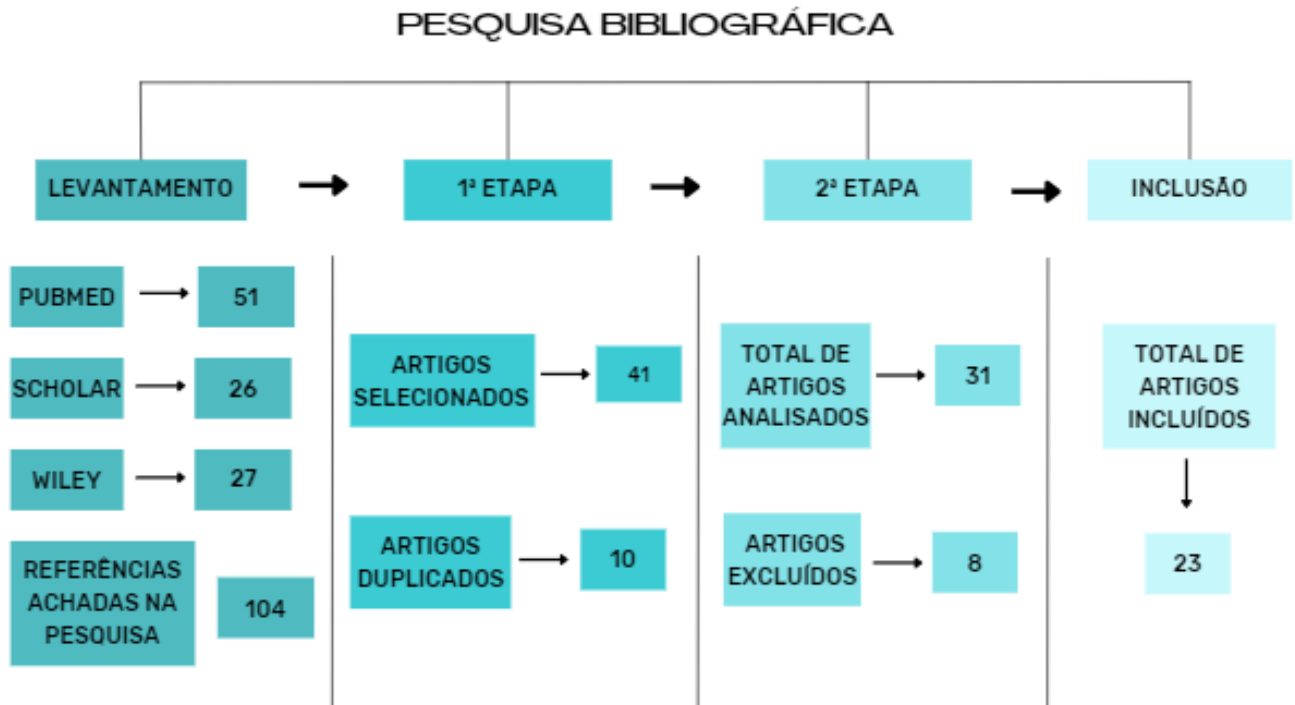 PESQUISA BIBLIOGRÁFICA
LEVANTAMENTO
1ª ETAPA
2ª ETAPA
INCLUSÃO
PUBMED
51
SCHOLAR
26
WILEY
27
REFERÊNCIAS
ACHADAS NA
PESQUISA
104
ARTIGOS
SELECIONADOS
41
ARTIGOS
DUPLICADOS
10
TOTAL DE
ARTIGOS
ANALISADOS
31
ARTIGOS
EXCLUÍDOS
8
TOTAL DE
ARTIGOS
INCLUÍDOS
23